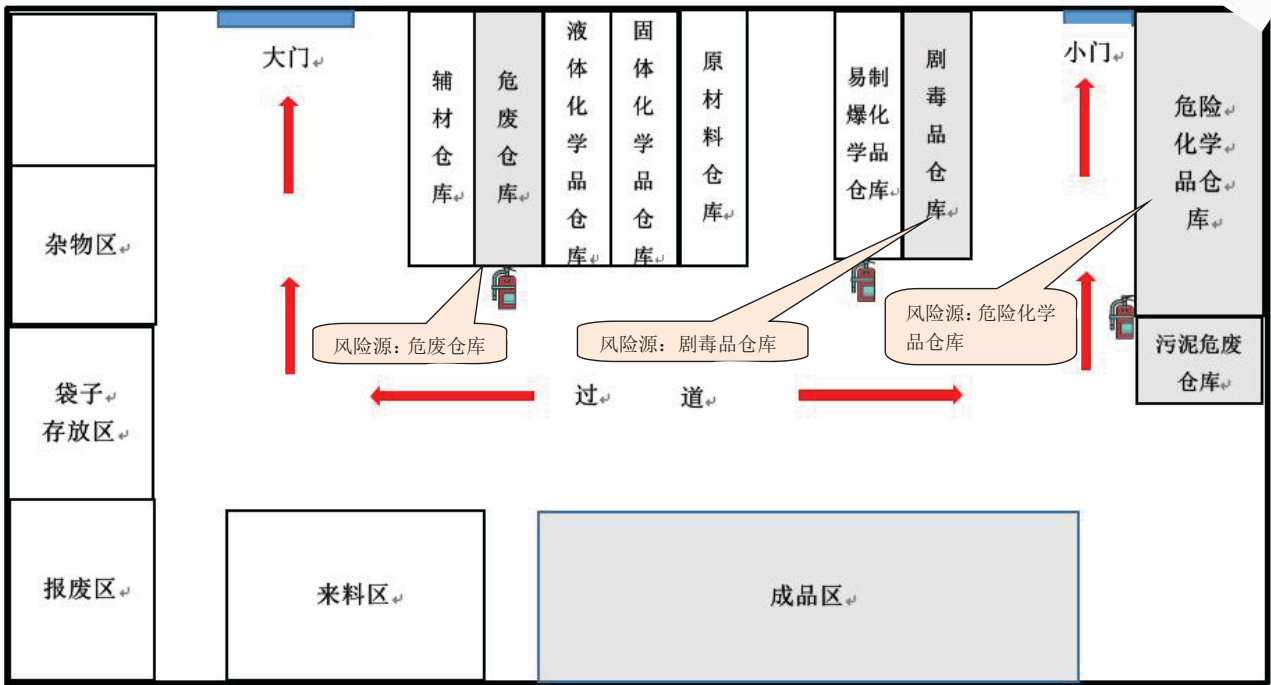 大门
小门
辅
材
仓
库
危
废
仓
库
液
体
化
学
品
仓
库
固
体
化
学
品
仓
库
原
材
料
仓
库
易制
爆化
学品
仓库
剧
毒
品
仓
库
危险
化学
品仓
库
杂物区
风险源：危废仓库
风险源：剧毒品仓库
风险源：危险化学
品仓库
污泥危废
仓库
袋子
存放区
过 道
报废区
来料区
成品区